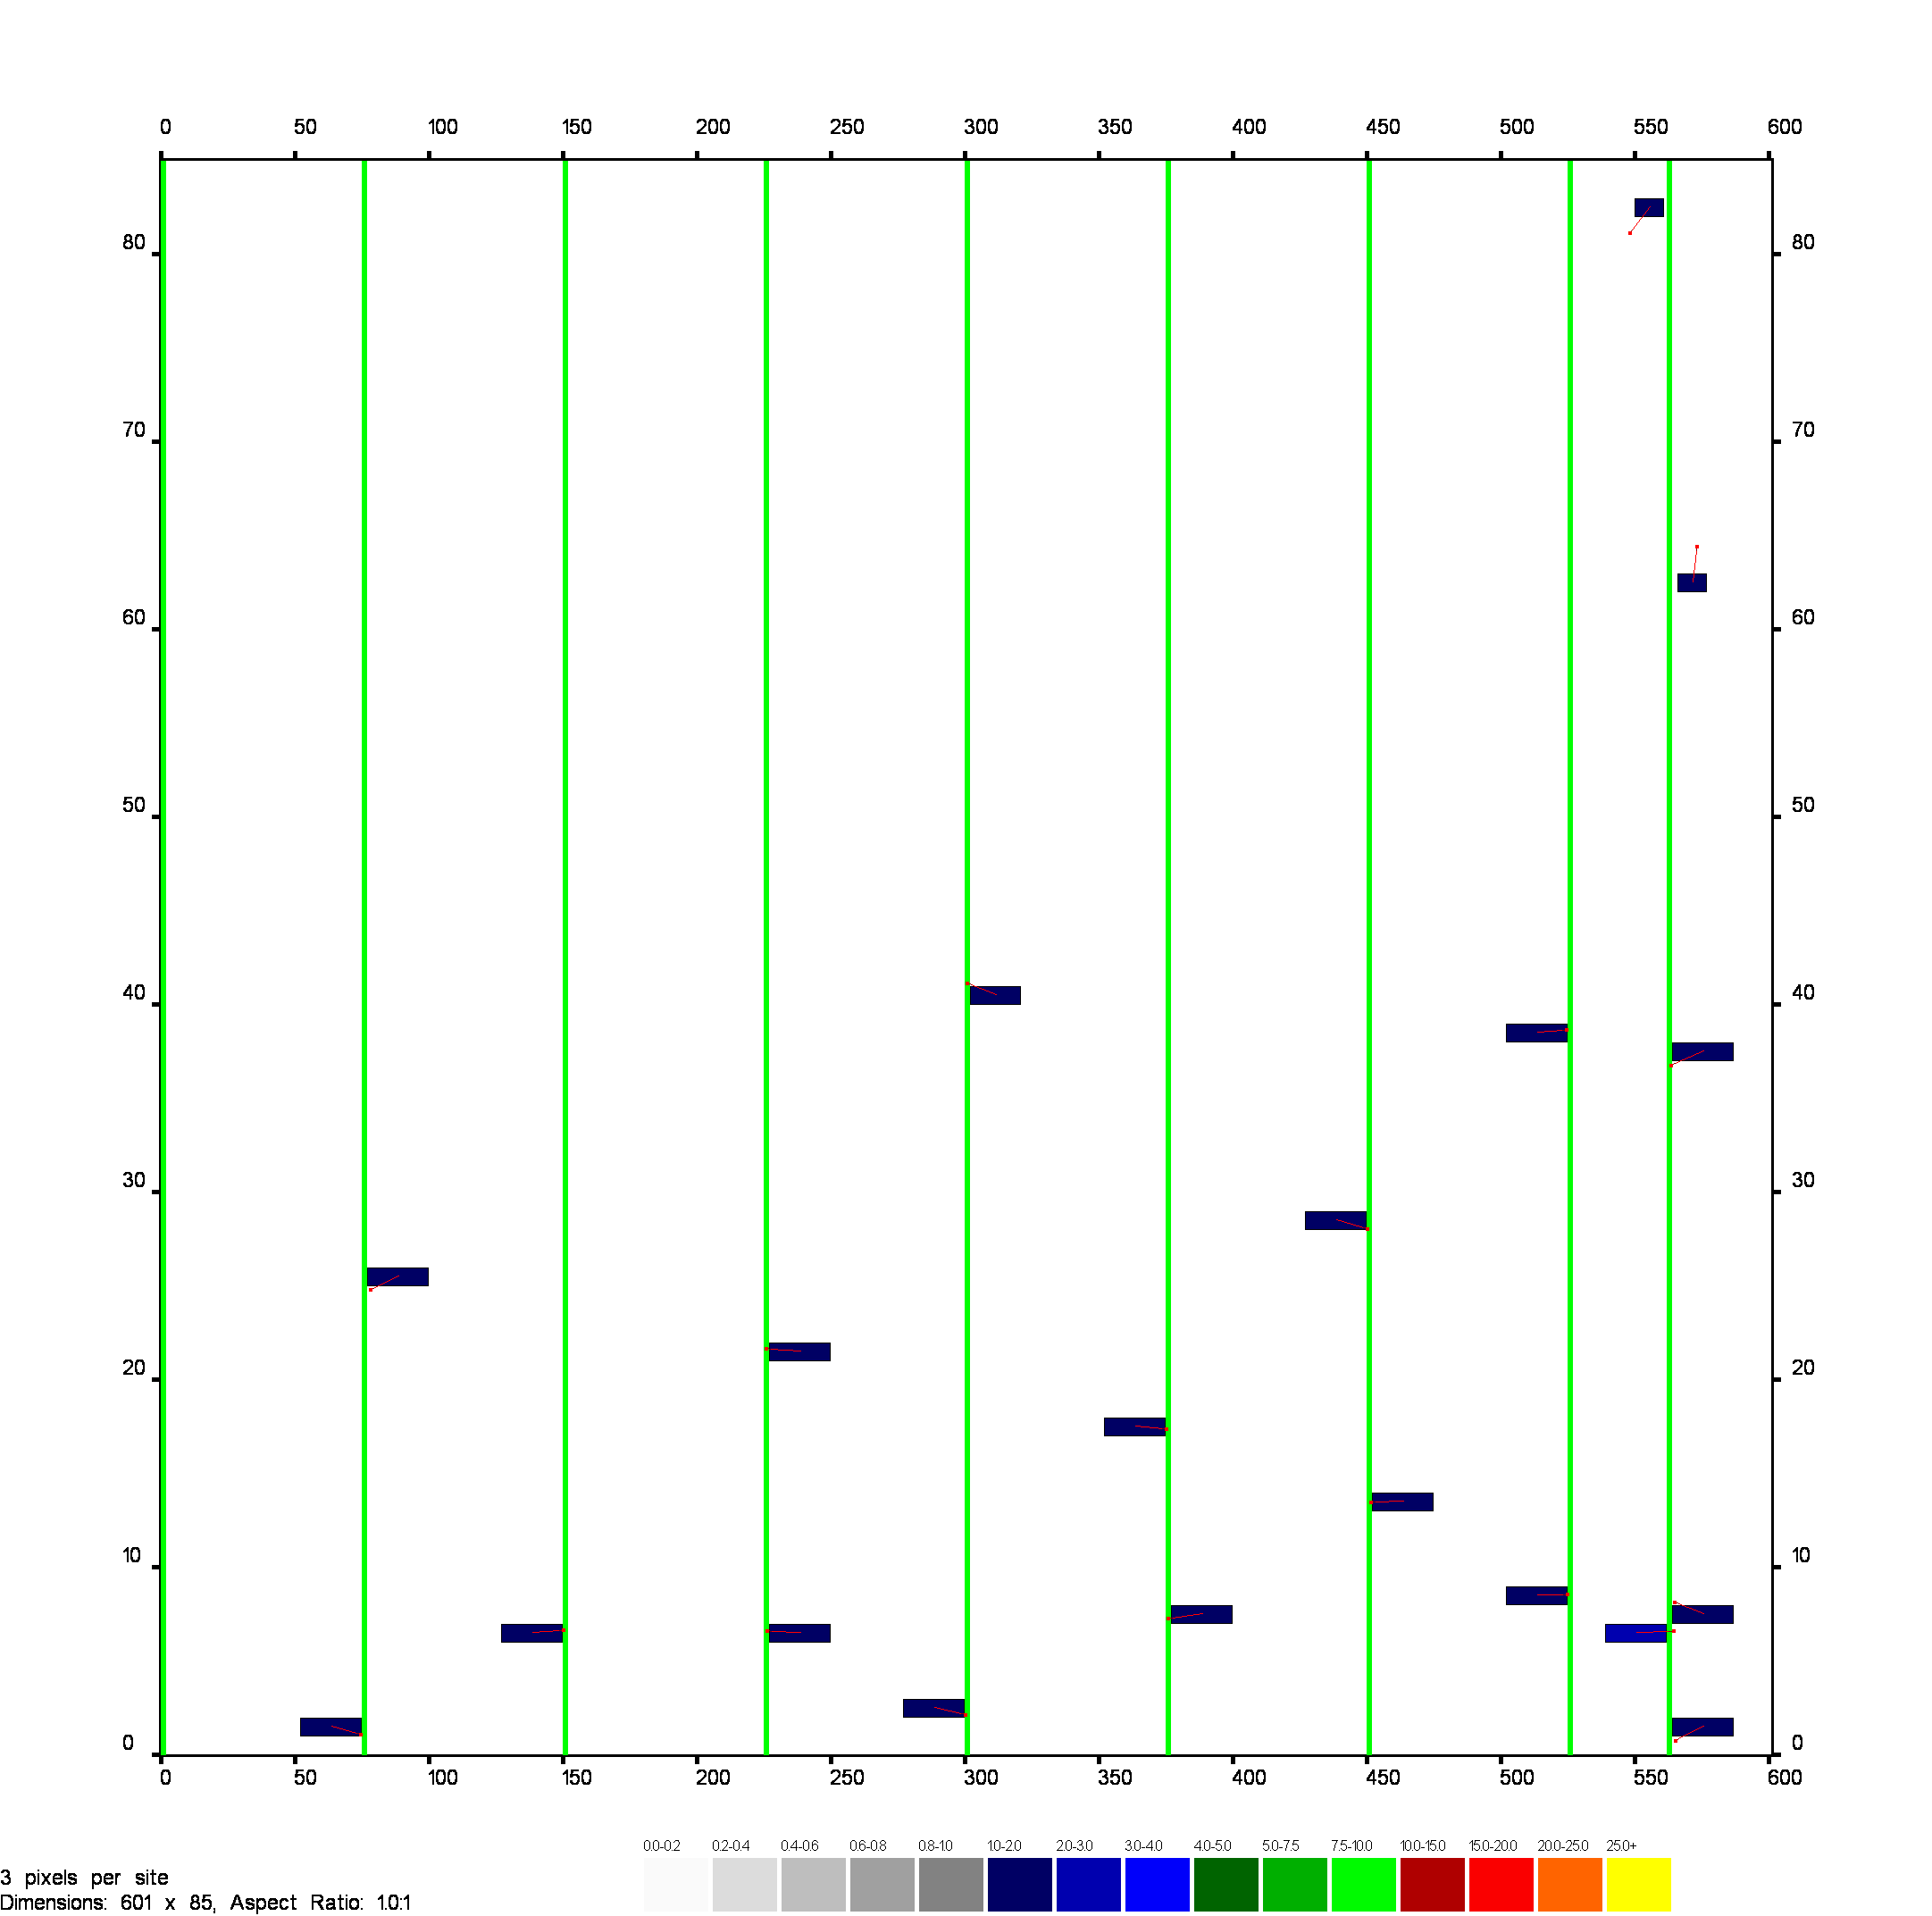 0 50 100 150 200 250 300 350 400 450 500 550 600
80 80
70 70
60 60
50 50
40 40
30 30
20 20
10 10
0 0
0 50 100 150 200 250 300 350 400 450 500 550 600
0.0-0.2 0.2-0.4 0.4-0.6 0.6-0.8 0.8-1.0 1.0-2.0 2.0-3.0 3.0-4.0 4.0-5.0 5.0-7.5 7.5-10.0 10.0-15.0 15.0-20.0 20.0-25.0 25.0+
3 pixels per site
Dimensions: 601 x 85, Aspect Ratio: 1.0:1